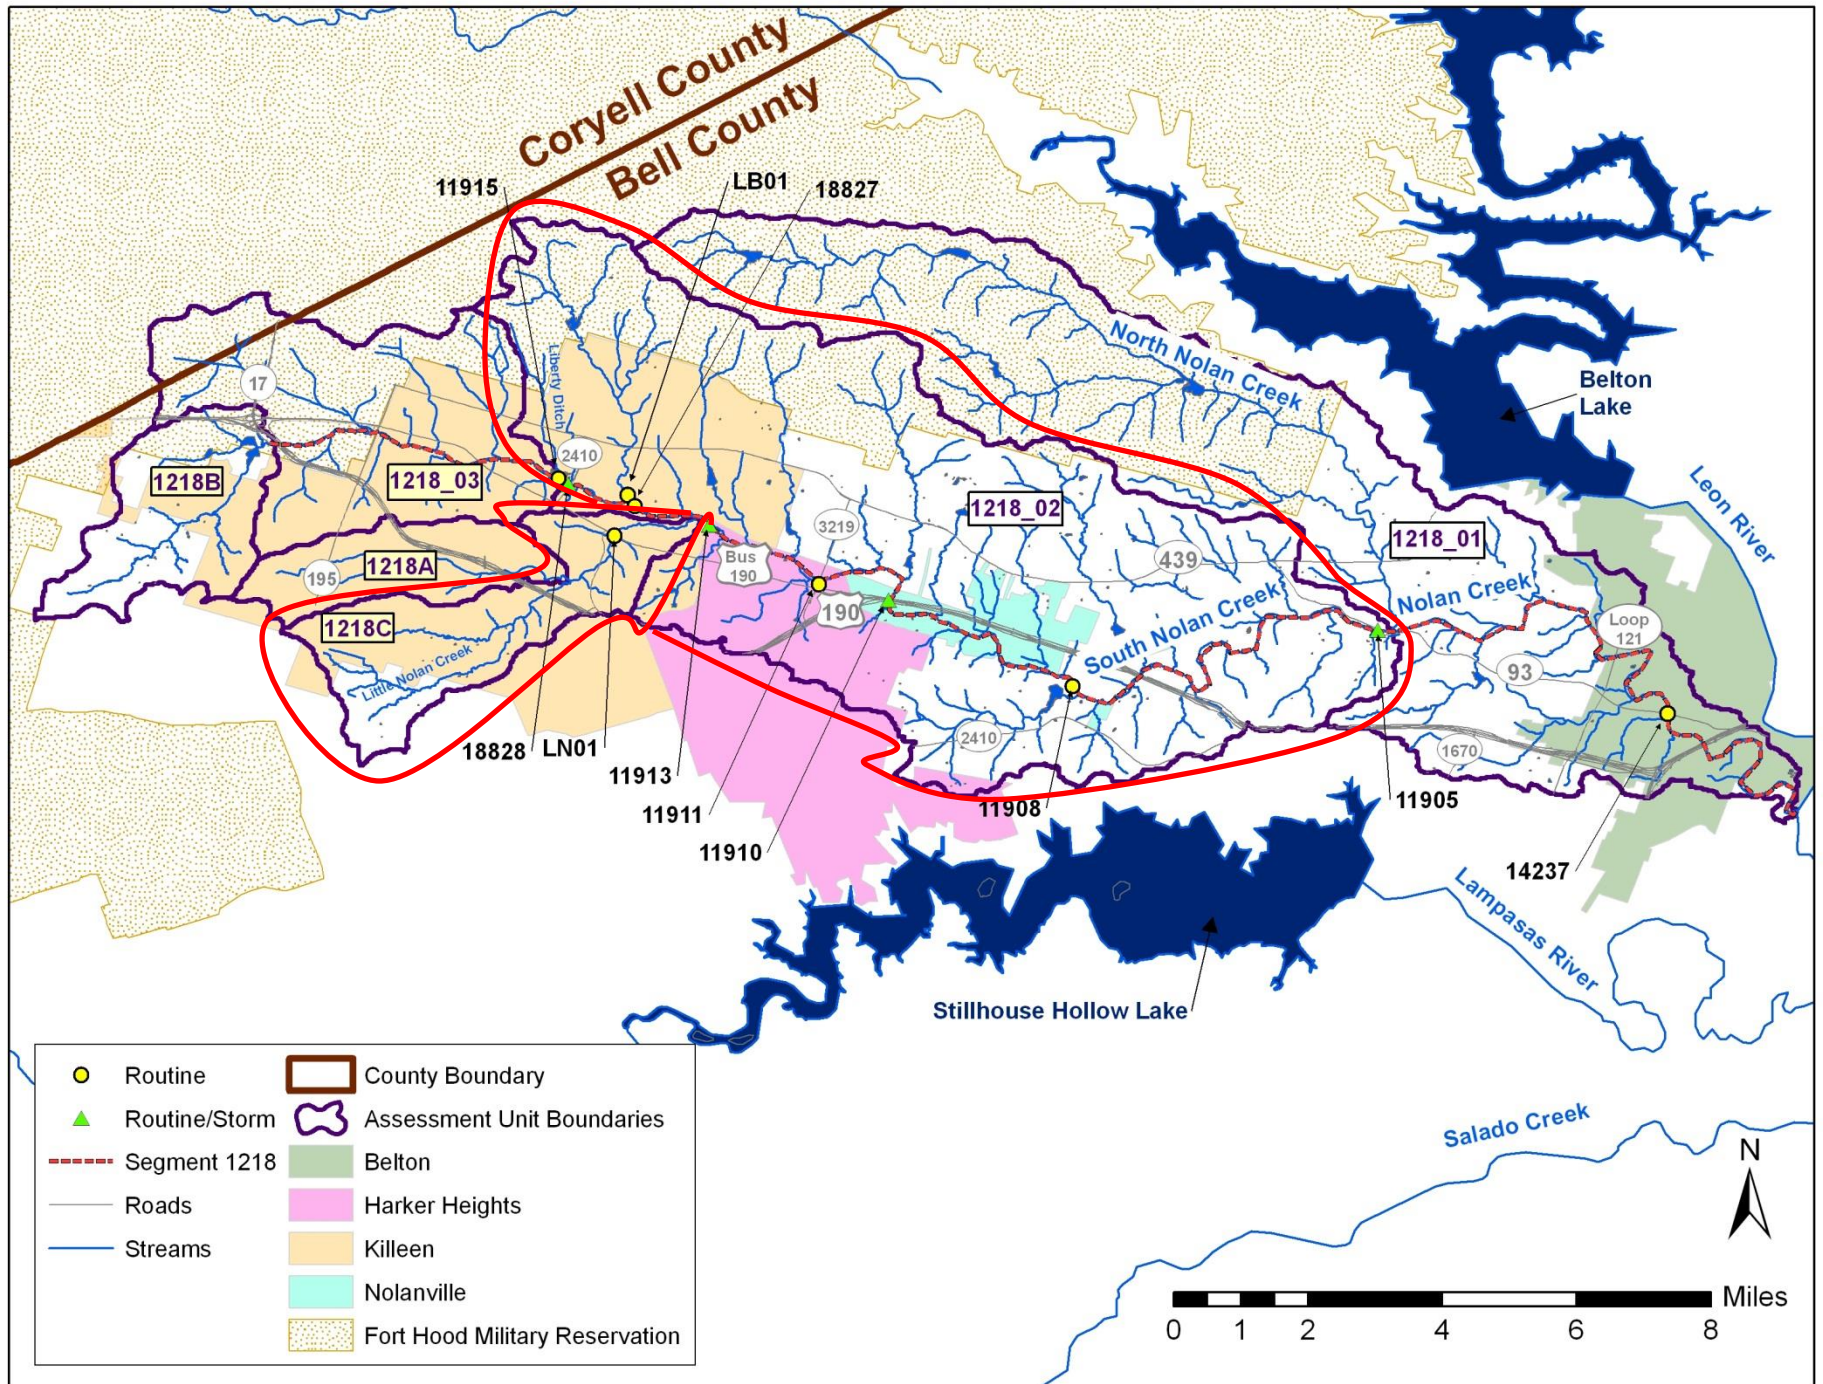 Coryell County
Bell County
11915
LB01
18827
North Nolan Creek
Belton
Lake
17
Liberty Ditch
2410
Leon River
1218B
1218_03
1218_02
3219
1218_01
439
Bus
190
1218A
195
Nolan Creek
190
South Nolan Creek
Loop
121
1218C
Little Nolan Creek
93
2410
1670
18828
LN01
11913
11911
11908
11905
11910
14237
Lampasas River
Stillhouse Hollow Lake
Salado Creek
Routine
County Boundary
Routine/Storm
Assessment Unit Boundaries
Segment 1218
Belton
Roads
Harker Heights
Streams
Killeen
Nolanville
Fort Hood Military Reservation
N
Miles
0 1 2 4 6 8